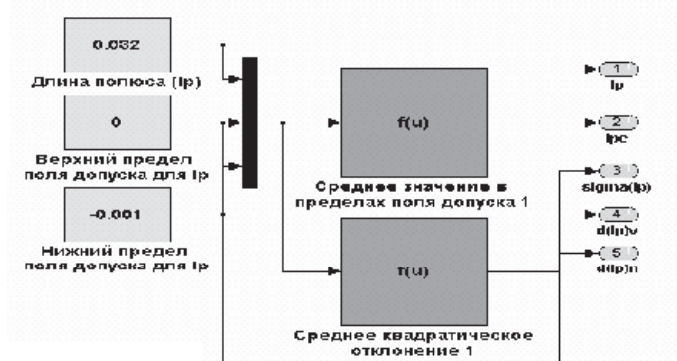 0.032
Длина полюса (lp)
0
Верхний предел
поля допуска для lp
-0.001
Нижний предел
поля допуска для lp
f(u)
Среднее значение в
пределах поля допуска 1
f(u)
Среднее квадратическое
отклонение 1
1
lp
2
lpc
3
sigma(lp)
4
d(lp)v
5
d(lp)n